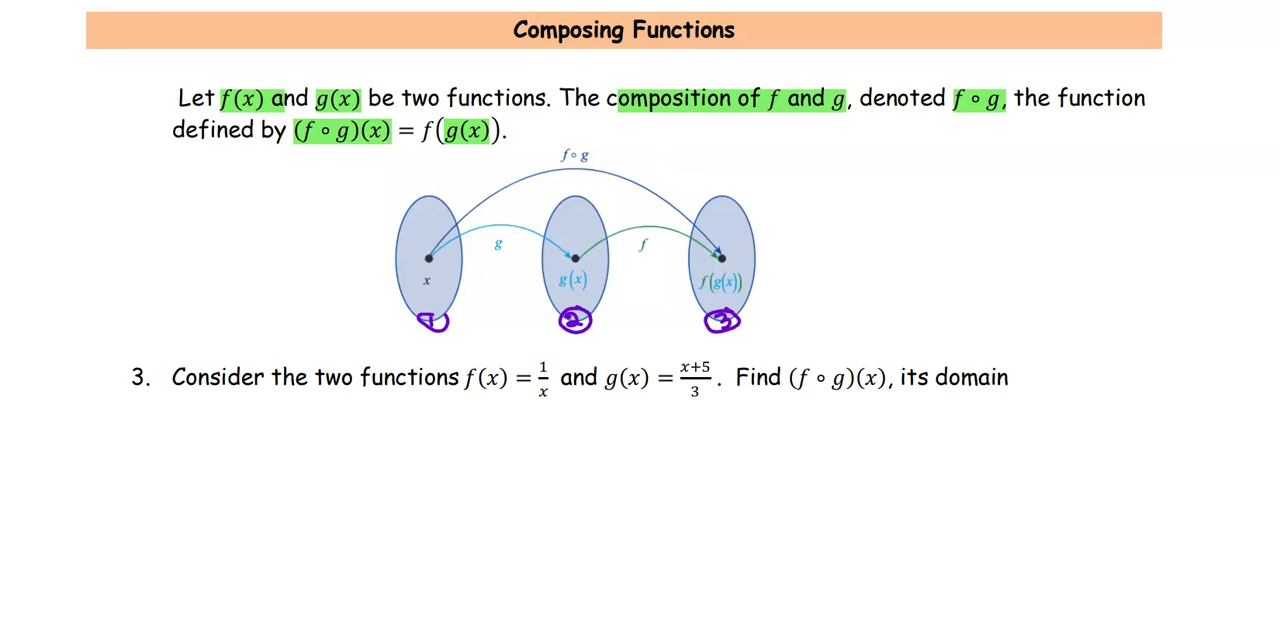 Composing Functions
Let f(x) and g(x) be two functions. The composition of f and g, denoted f ∘ g, the function
defined by (f ∘ g)(x) = f(g(x)).
f∘g
g
f
x
g(x)
f(g(x))
1
2
3
3. Consider the two functions f(x) = 1/x and g(x) = x+5/3 . Find (f ∘ g)(x), its domain